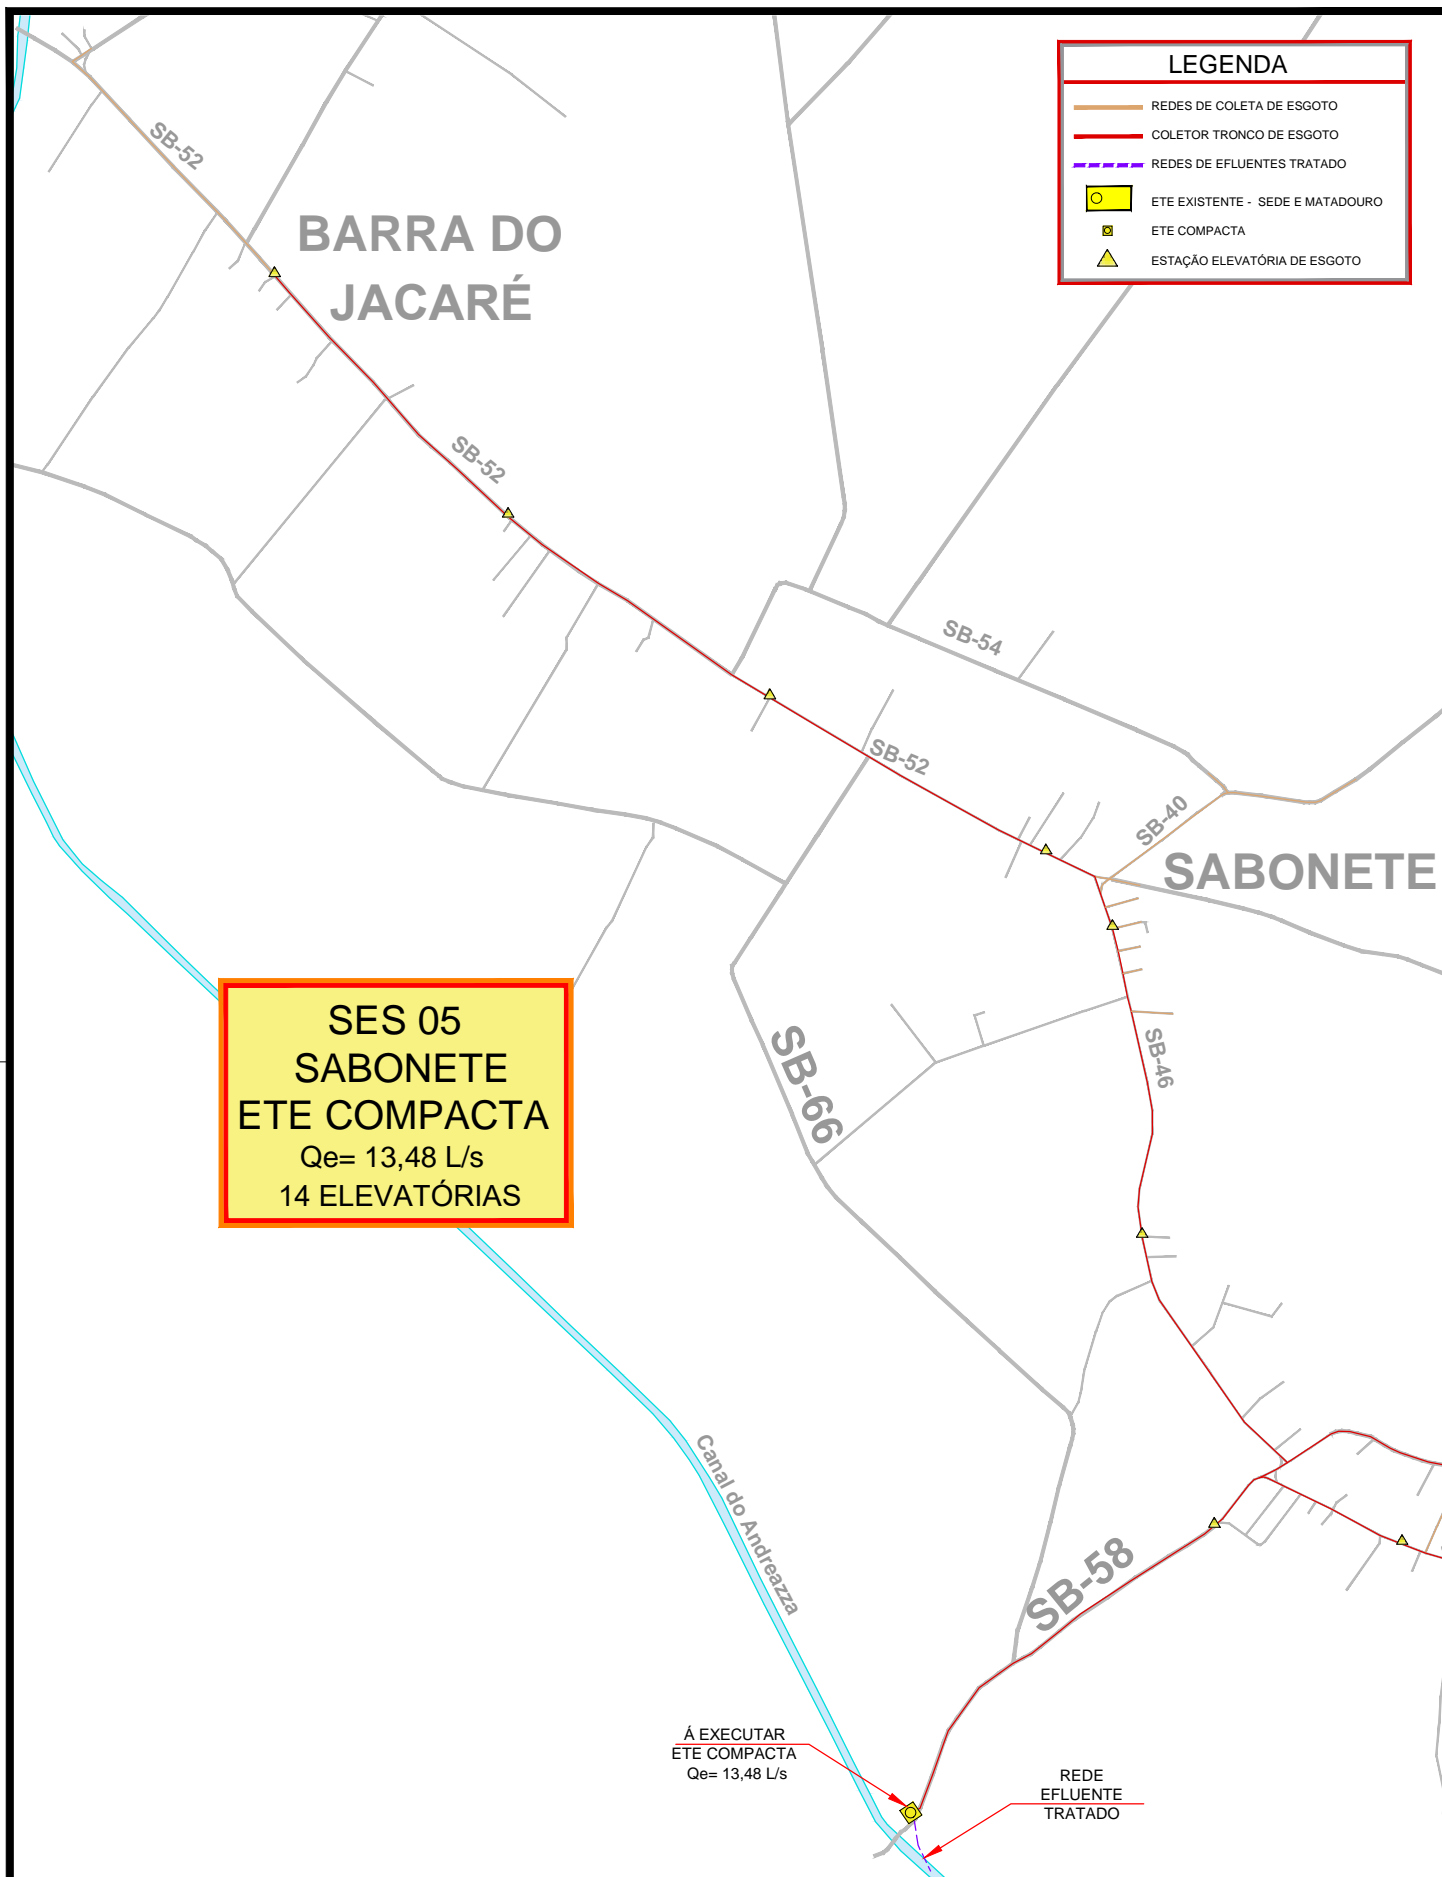 LEGENDA
REDES DE COLETA DE ESGOTO
COLETOR TRONCO DE ESGOTO
REDES DE EFLUENTES TRATADO
ETE EXISTENTE - SEDE E MATADOURO
ETE COMPACTA
ESTAÇÃO ELEVATÓRIA DE ESGOTO
SB-52
BARRA DO
JACARÉ
SB-52
SB-54
SB-52
SB-40
SABONETE
SES 05
SABONETE
ETE COMPACTA
Qe= 13,48 L/s
14 ELEVATÓRIAS
SB-66
SB-46
Canal do Andreazza
SB-58
Á EXECUTAR
ETE COMPACTA
Qe= 13,48 L/s
REDE
EFLUENTE
TRATADO